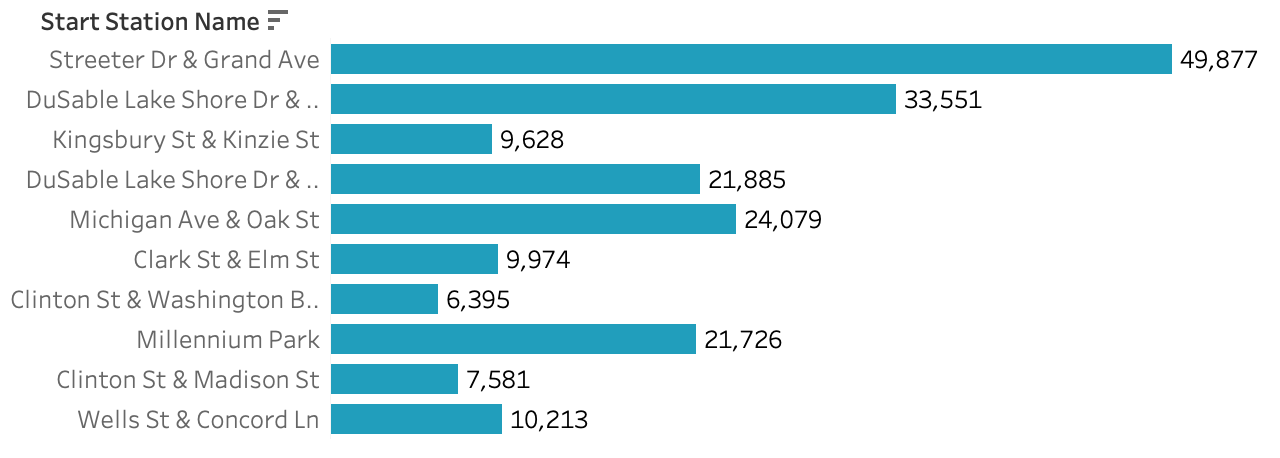 Start Station Name
Streeter Dr & Grand Ave 49,877
DuSable Lake Shore Dr & .. 33,551
Kingsbury St & Kinzie St 9,628
DuSable Lake Shore Dr & .. 21,885
Michigan Ave & Oak St 24,079
Clark St & Elm St 9,974
Clinton St & Washington B.. 6,395
Millennium Park 21,726
Clinton St & Madison St 7,581
Wells St & Concord Ln 10,213